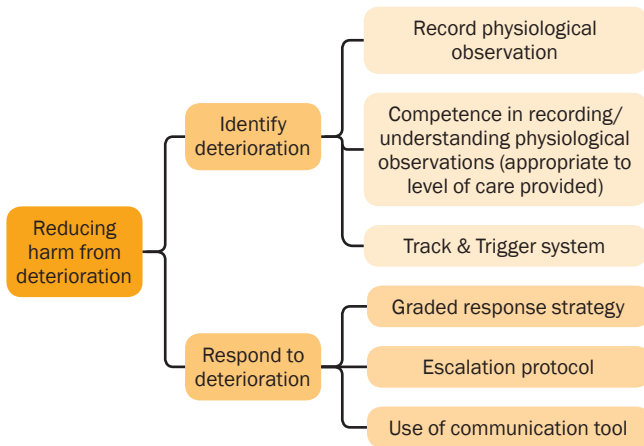 Reducing
harm from
deterioration
Identify
deterioration
Record physiological
observation
Competence in recording/
understanding physiological
observations (appropriate to
level of care provided)
Track & Trigger system
Respond to
deterioration
Graded response strategy
Escalation protocol
Use of communication tool